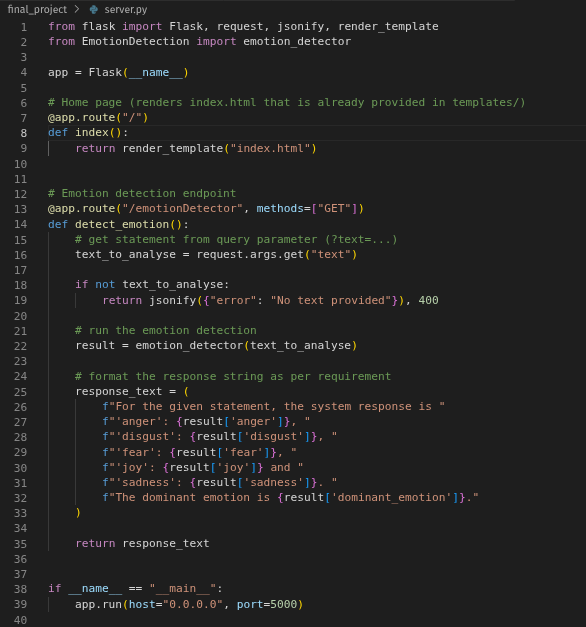 final_project > server.py
1 from flask import Flask, request, jsonify, render_template
2 from EmotionDetection import emotion_detector
3
4 app = Flask(__name__)
5
6 # Home page (renders index.html that is already provided in templates/)
7 @app.route("/")
8 def index():
9     return render_template("index.html")
10
11
12 # Emotion detection endpoint
13 @app.route("/emotionDetector", methods=["GET"])
14 def detect_emotion():
15     # get statement from query parameter (?text=...)
16     text_to_analyse = request.args.get("text")
17
18     if not text_to_analyse:
19         return jsonify({"error": "No text provided"}), 400
20
21     # run the emotion detection
22     result = emotion_detector(text_to_analyse)
23
24     # format the response string as per requirement
25     response_text = (
26         f"For the given statement, the system response is "
27         f"'anger': {result['anger']}, "
28         f"'disgust': {result['disgust']}, "
29         f"'fear': {result['fear']}, "
30         f"'joy': {result['joy']} and "
31         f"'sadness': {result['sadness']}. "
32         f"The dominant emotion is {result['dominant_emotion']}."
33     )
34
35     return response_text
36
37
38 if __name__ == "__main__":
39     app.run(host="0.0.0.0", port=5000)
40